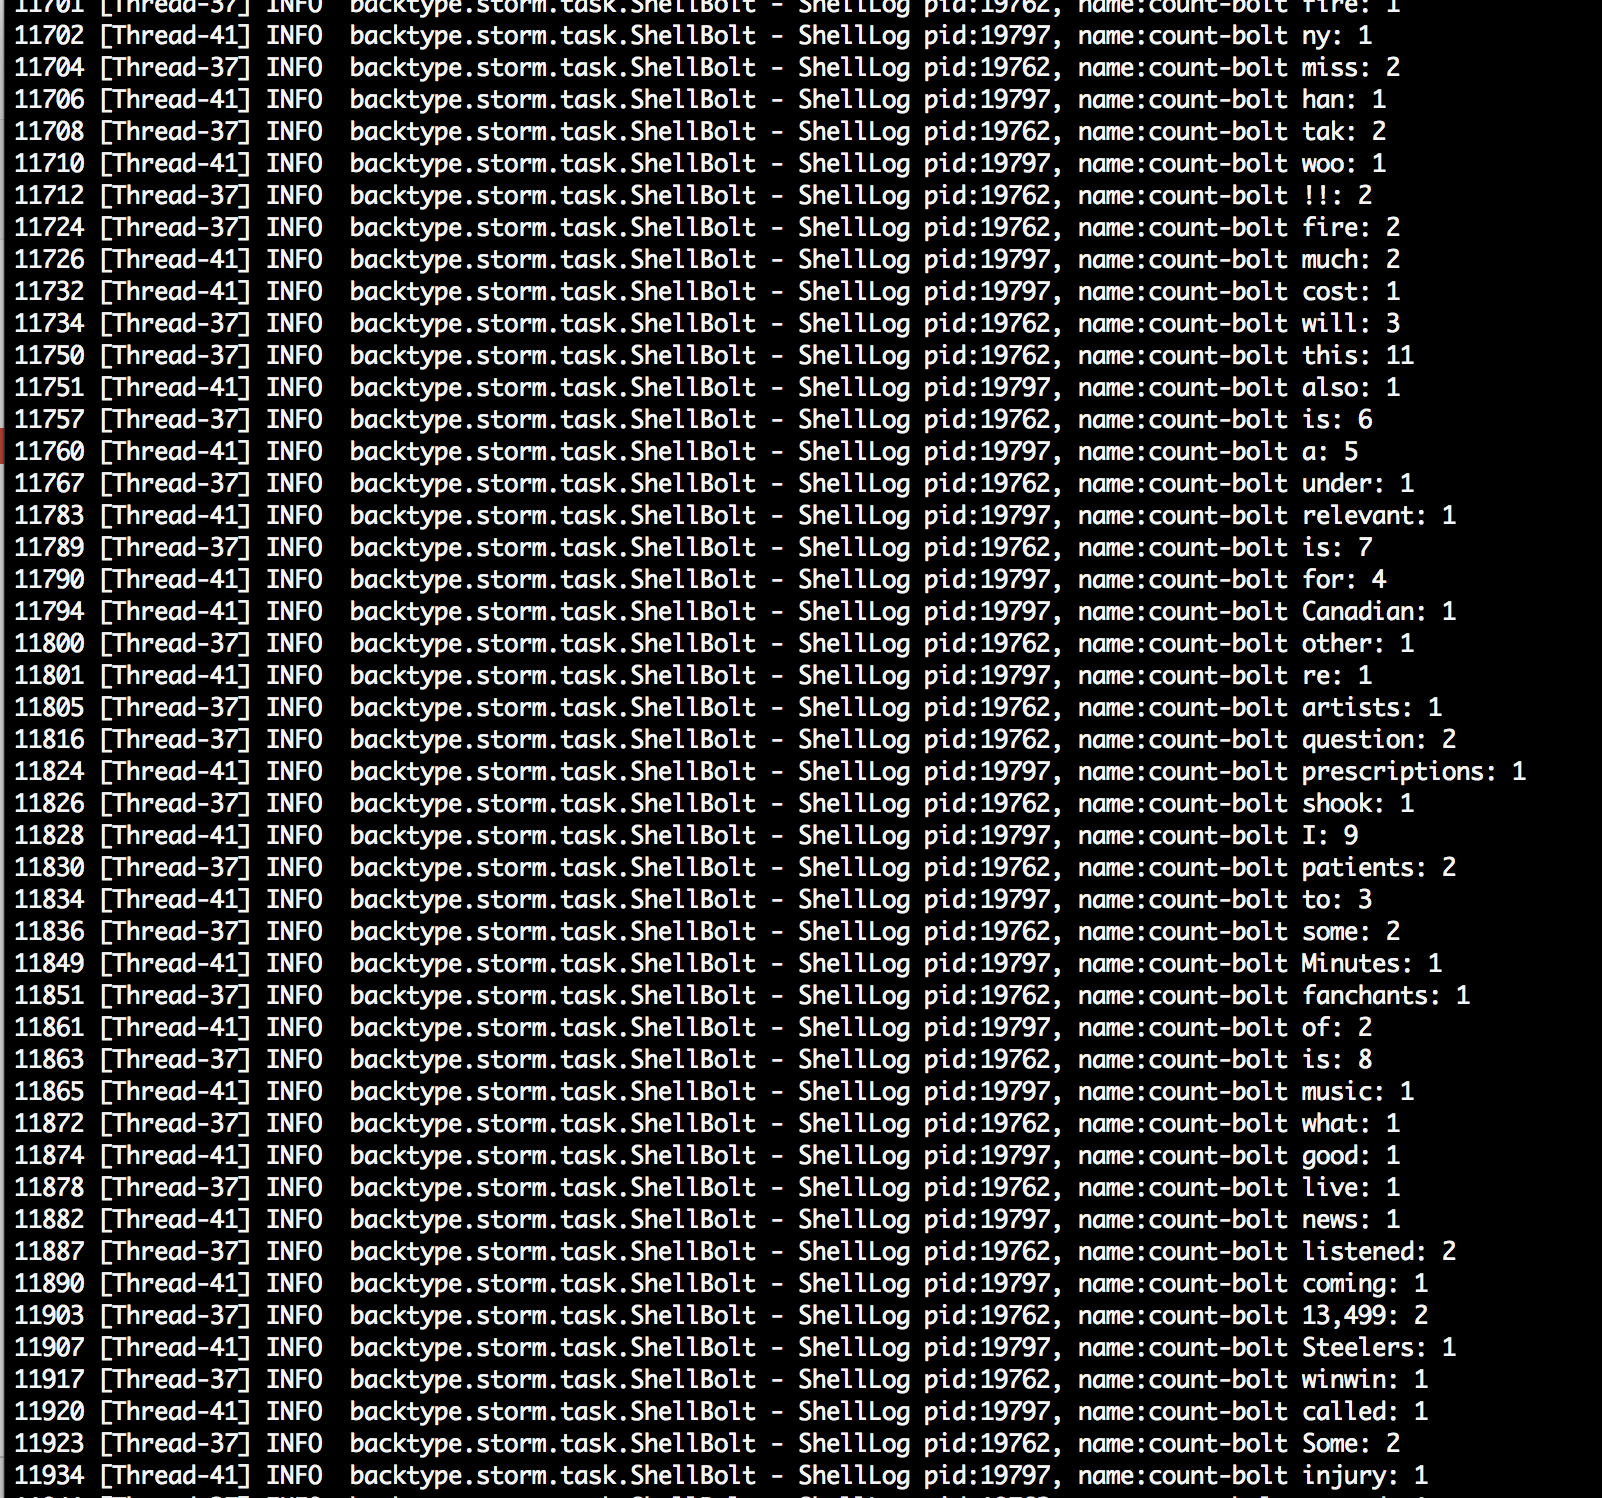 11701 [Thread-37] INFO  backtype.storm.task.ShellBolt - ShellLog pid:19762, name:count-bolt fire: 1
11702 [Thread-41] INFO  backtype.storm.task.ShellBolt - ShellLog pid:19797, name:count-bolt ny: 1
11704 [Thread-37] INFO  backtype.storm.task.ShellBolt - ShellLog pid:19762, name:count-bolt miss: 2
11706 [Thread-41] INFO  backtype.storm.task.ShellBolt - ShellLog pid:19797, name:count-bolt han: 1
11708 [Thread-37] INFO  backtype.storm.task.ShellBolt - ShellLog pid:19762, name:count-bolt tak: 2
11710 [Thread-41] INFO  backtype.storm.task.ShellBolt - ShellLog pid:19797, name:count-bolt woo: 1
11712 [Thread-37] INFO  backtype.storm.task.ShellBolt - ShellLog pid:19762, name:count-bolt !!: 2
11724 [Thread-37] INFO  backtype.storm.task.ShellBolt - ShellLog pid:19762, name:count-bolt fire: 2
11726 [Thread-41] INFO  backtype.storm.task.ShellBolt - ShellLog pid:19797, name:count-bolt much: 2
11732 [Thread-41] INFO  backtype.storm.task.ShellBolt - ShellLog pid:19797, name:count-bolt cost: 1
11734 [Thread-37] INFO  backtype.storm.task.ShellBolt - ShellLog pid:19762, name:count-bolt will: 3
11750 [Thread-37] INFO  backtype.storm.task.ShellBolt - ShellLog pid:19762, name:count-bolt this: 11
11751 [Thread-41] INFO  backtype.storm.task.ShellBolt - ShellLog pid:19797, name:count-bolt also: 1
11757 [Thread-37] INFO  backtype.storm.task.ShellBolt - ShellLog pid:19762, name:count-bolt is: 6
11760 [Thread-41] INFO  backtype.storm.task.ShellBolt - ShellLog pid:19797, name:count-bolt a: 5
11767 [Thread-37] INFO  backtype.storm.task.ShellBolt - ShellLog pid:19762, name:count-bolt under: 1
11783 [Thread-41] INFO  backtype.storm.task.ShellBolt - ShellLog pid:19797, name:count-bolt relevant: 1
11789 [Thread-37] INFO  backtype.storm.task.ShellBolt - ShellLog pid:19762, name:count-bolt is: 7
11790 [Thread-41] INFO  backtype.storm.task.ShellBolt - ShellLog pid:19797, name:count-bolt for: 4
11794 [Thread-41] INFO  backtype.storm.task.ShellBolt - ShellLog pid:19797, name:count-bolt Canadian: 1
11800 [Thread-37] INFO  backtype.storm.task.ShellBolt - ShellLog pid:19762, name:count-bolt other: 1
11801 [Thread-41] INFO  backtype.storm.task.ShellBolt - ShellLog pid:19797, name:count-bolt re: 1
11805 [Thread-37] INFO  backtype.storm.task.ShellBolt - ShellLog pid:19762, name:count-bolt artists: 1
11816 [Thread-37] INFO  backtype.storm.task.ShellBolt - ShellLog pid:19762, name:count-bolt question: 2
11824 [Thread-41] INFO  backtype.storm.task.ShellBolt - ShellLog pid:19797, name:count-bolt prescriptions: 1
11826 [Thread-37] INFO  backtype.storm.task.ShellBolt - ShellLog pid:19762, name:count-bolt shook: 1
11828 [Thread-41] INFO  backtype.storm.task.ShellBolt - ShellLog pid:19797, name:count-bolt I: 9
11830 [Thread-37] INFO  backtype.storm.task.ShellBolt - ShellLog pid:19762, name:count-bolt patients: 2
11834 [Thread-41] INFO  backtype.storm.task.ShellBolt - ShellLog pid:19797, name:count-bolt to: 3
11836 [Thread-37] INFO  backtype.storm.task.ShellBolt - ShellLog pid:19762, name:count-bolt some: 2
11849 [Thread-41] INFO  backtype.storm.task.ShellBolt - ShellLog pid:19797, name:count-bolt Minutes: 1
11851 [Thread-37] INFO  backtype.storm.task.ShellBolt - ShellLog pid:19762, name:count-bolt fanchants: 1
11861 [Thread-41] INFO  backtype.storm.task.ShellBolt - ShellLog pid:19797, name:count-bolt of: 2
11863 [Thread-37] INFO  backtype.storm.task.ShellBolt - ShellLog pid:19762, name:count-bolt is: 8
11865 [Thread-41] INFO  backtype.storm.task.ShellBolt - ShellLog pid:19797, name:count-bolt music: 1
11872 [Thread-37] INFO  backtype.storm.task.ShellBolt - ShellLog pid:19762, name:count-bolt what: 1
11874 [Thread-41] INFO  backtype.storm.task.ShellBolt - ShellLog pid:19797, name:count-bolt good: 1
11878 [Thread-37] INFO  backtype.storm.task.ShellBolt - ShellLog pid:19762, name:count-bolt live: 1
11882 [Thread-41] INFO  backtype.storm.task.ShellBolt - ShellLog pid:19797, name:count-bolt news: 1
11887 [Thread-37] INFO  backtype.storm.task.ShellBolt - ShellLog pid:19762, name:count-bolt listened: 2
11890 [Thread-41] INFO  backtype.storm.task.ShellBolt - ShellLog pid:19797, name:count-bolt coming: 1
11903 [Thread-37] INFO  backtype.storm.task.ShellBolt - ShellLog pid:19762, name:count-bolt 13,499: 2
11907 [Thread-41] INFO  backtype.storm.task.ShellBolt - ShellLog pid:19797, name:count-bolt Steelers: 1
11917 [Thread-37] INFO  backtype.storm.task.ShellBolt - ShellLog pid:19762, name:count-bolt winwin: 1
11920 [Thread-41] INFO  backtype.storm.task.ShellBolt - ShellLog pid:19797, name:count-bolt called: 1
11923 [Thread-37] INFO  backtype.storm.task.ShellBolt - ShellLog pid:19762, name:count-bolt Some: 2
11934 [Thread-41] INFO  backtype.storm.task.ShellBolt - ShellLog pid:19797, name:count-bolt injury: 1